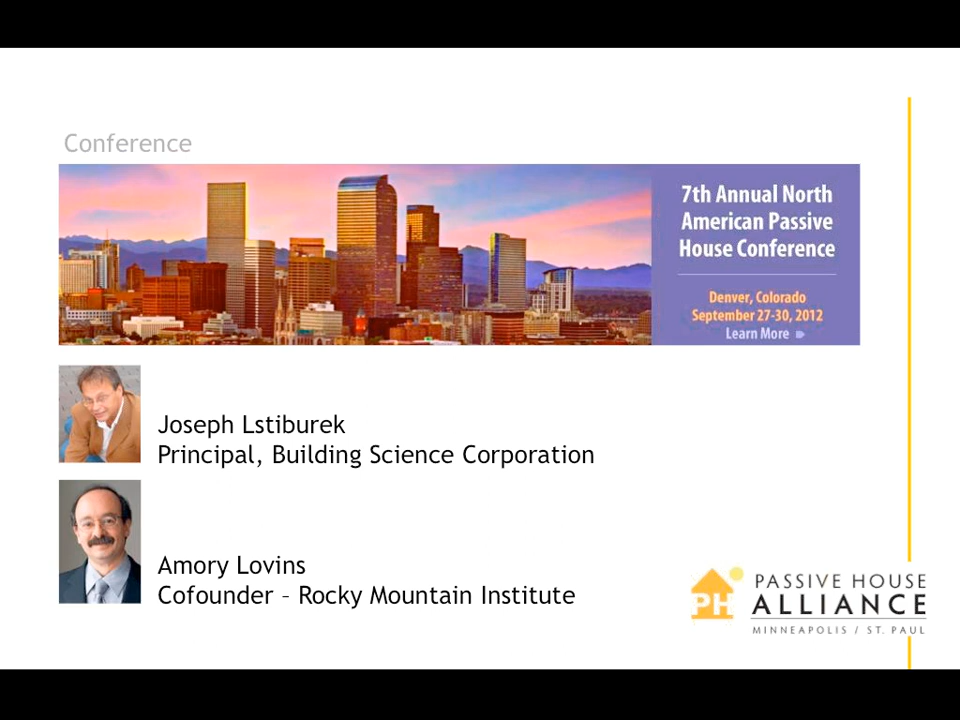 Conference
7th Annual North
American Passive
House Conference
Denver, Colorado
September 27-30, 2012
Learn More
Joseph Lstiburek
Principal, Building Science Corporation
Amory Lovins
Cofounder – Rocky Mountain Institute
PH
PASSIVE HOUSE
ALLIANCE
MINNEAPOLIS / ST. PAUL